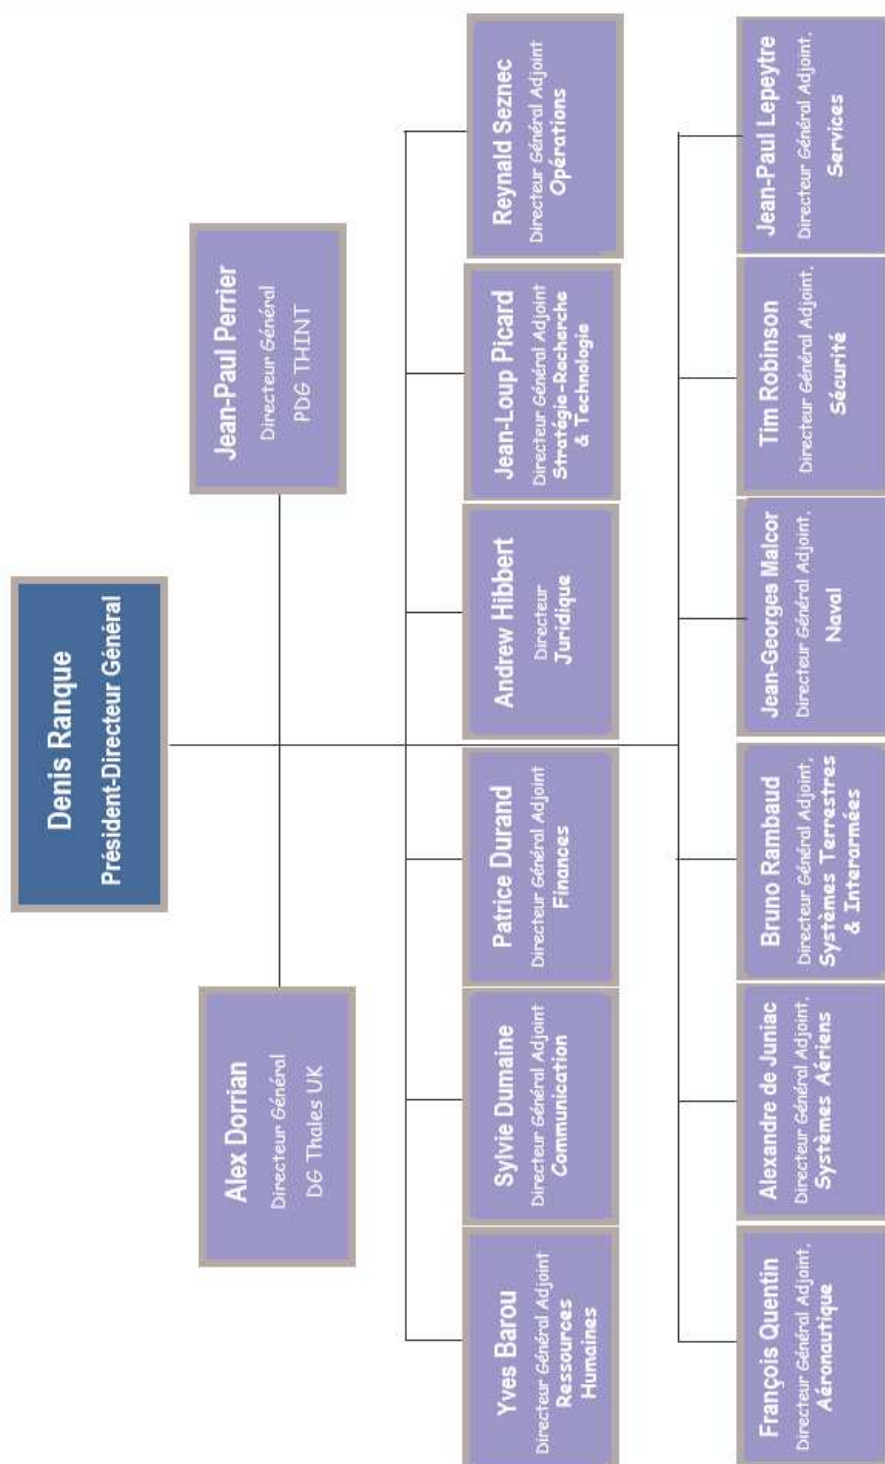 Denis Ranque
Président-Directeur Général
Alex Dorrian
Directeur Général
DG Thales UK
Jean-Paul Perrier
Directeur Général
PDG THINT
Yves Barou
Directeur Général Adjoint
Ressources
Humaines
Sylvie Dumaine
Directeur Général Adjoint
Communication
Patrice Durand
Directeur Général Adjoint
Finances
Andrew Hibbert
Directeur
Juridique
Jean-Loup Picard
Directeur Général Adjoint
Stratégie-Recherche
& Technologie
Reynald Seznec
Directeur Général Adjoint
Opérations
François Quentin
Directeur Général Adjoint,
Aéronautique
Alexandre de Juniac
Directeur Général Adjoint,
Systèmes Aériens
Bruno Rambaud
Directeur Général Adjoint,
Systèmes Terrestres
& Interarmées
Jean-Georges Malcor
Directeur Général Adjoint,
Naval
Tim Robinson
Directeur Général Adjoint,
Sécurité
Jean-Paul Lepeytre
Directeur Général Adjoint,
Services